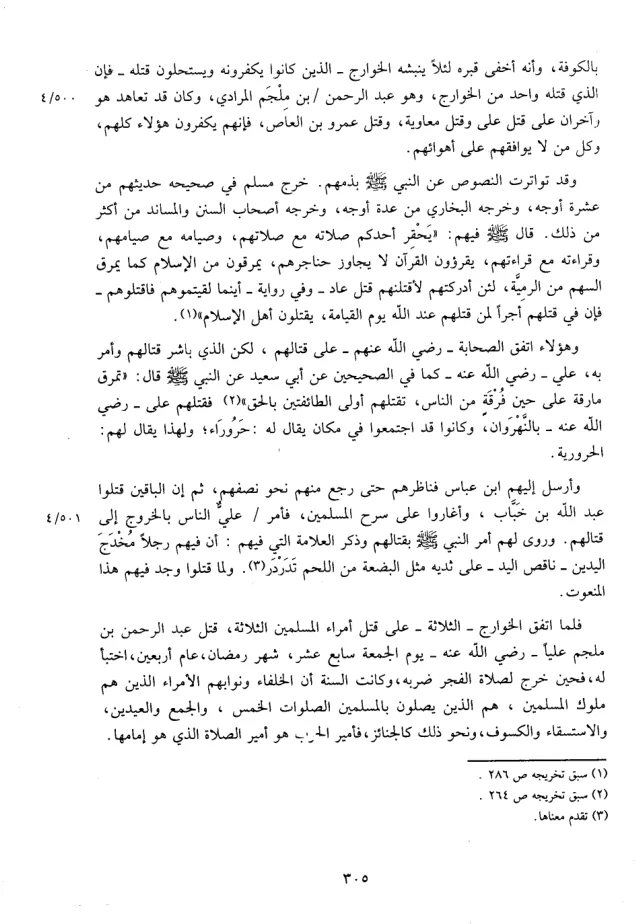 بالكوفة، وأنه أخفى قبره لئلاً ينبشه الخوارج ـ الذين كانوا يكفرونه ويستحلون قتله ـ فإن
الذي قتله واحد من الخوارج، وهو عبد الرحمن / بن مِلْجَم المرادي، وكان قد تعاهد هو ٤/٥٠٠
وآخران على قتل على وقتل معاوية، وقتل عمرو بن العاص، فإنهم يكفرون هؤلاء كلهم،
وكل من لا يوافقهم على أهوائهم.
وقد تواترت النصوص عن النبي ﷺ بذمهم. خرج مسلم في صحيحه حديثهم من
عشرة أوجه، وخرجه البخاري من عدة أوجه، وخرجه أصحاب السنن والمساند من أكثر
من ذلك. قال ﷺ فيهم: «يَحْقِر أحدكم صلاته مع صلاتهم، وصيامه مع صيامهم،
وقراءته مع قراءتهم، يقرؤون القرآن لا يجاوز حناجرهم، يمرقون من الإسلام كما يمرق
السهم من الرميَّة، لئن أدركتهم لأقتلنهم قتل عاد ـ وفي رواية ـ أينما لقيتموهم فاقتلوهم ـ
فإن في قتلهم أجراً لمن قتلهم عند الله يوم القيامة، يقتلون أهل الإسلام»(١).
وهؤلاء اتفق الصحابة ـ رضي الله عنهم ـ على قتالهم ، لكن الذي باشر قتالهم وأمر
به، علي ـ رضي الله عنه ـ كما في الصحيحين عن أبي سعيد عن النبي ﷺ قال: «تمرق
مارقة على حين فُرْقَة من الناس، تقتلهم أولى الطائفتين بالحق»(٢) فقتلهم على ـ رضي
الله عنه ـ بالنَّهْرَوان، وكانوا قد اجتمعوا في مكان يقال له :حَرُوَراء؛ ولهذا يقال لهم:
الحرورية.
وأرسل إليهم ابن عباس فناظرهم حتى رجع منهم نحو نصفهم، ثم إن الباقين قتلوا
عبد الله بن خَبَّاب ، وأغاروا على سرح المسلمين، فأمر / عليٌّ الناس بالخروج إلى ٤/٥٠١
قتالهم. وروى لهم أمر النبي ﷺ بقتالهم وذكر العلامة التي فيهم : أن فيهم رجلاً مُخْدَجَ
اليدين ـ ناقص اليد ـ على ثديه مثل البضعة من اللحم تَدَرْدَر(٣). ولما قتلوا وجد فيهم هذا
المنعوت.
فلما اتفق الخوارج ـ الثلاثة ـ على قتل أمراء المسلمين الثلاثة، قتل عبد الرحمن بن
ملجم علياً ـ رضي الله عنه ـ يوم الجمعة سابع عشر، شهر رمضان،عام أربعين،اختبأ
له،فحين خرج لصلاة الفجر ضربه،وكانت السنة أن الخلفاء ونوابهم الأمراء الذين هم
ملوك المسلمين ، هم الذين يصلون بالمسلمين الصلوات الخمس ، والجمع والعيدين،
والاستسقاء والكسوف،ونحو ذلك كالجنائز،فأمير الحرب هو أمير الصلاة الذي هو إمامها.
(١) سبق تخريجه ص ٢٨٦ .
(٢) سبق تخريجه ص ٢٦٤ .
(٣) تقدم معناها.
٣٠٥